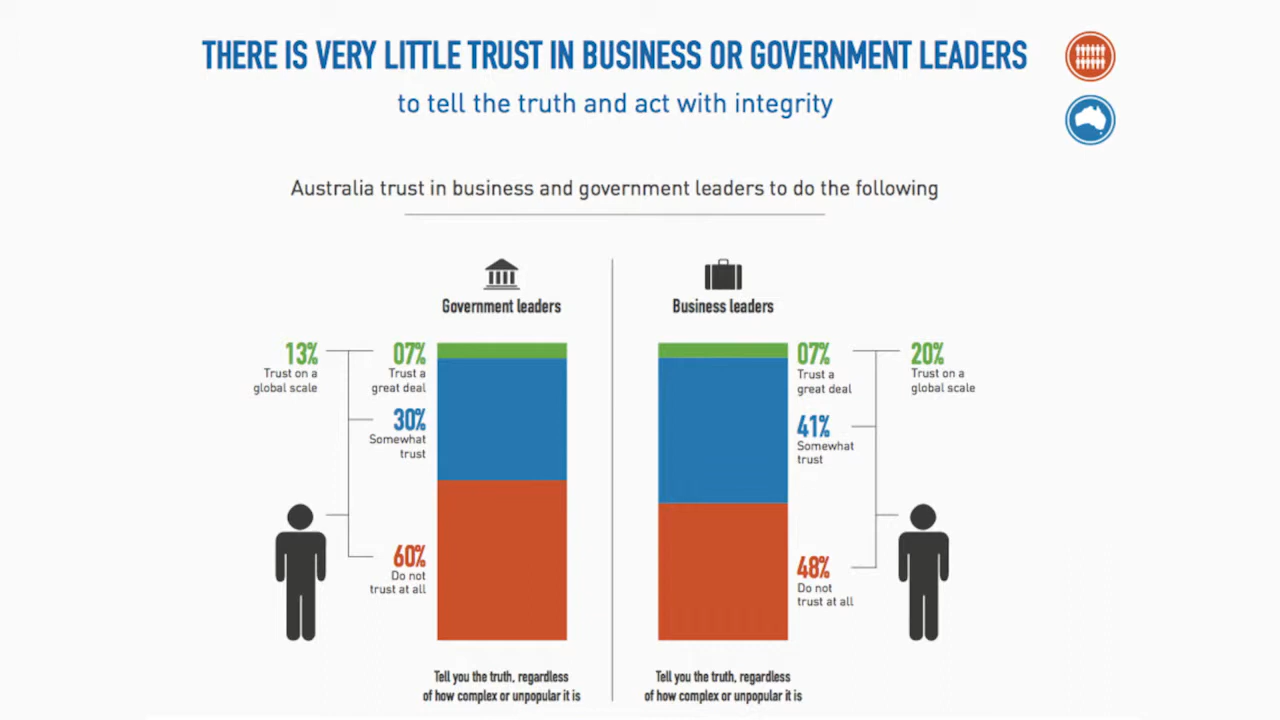 THERE IS VERY LITTLE TRUST IN BUSINESS OR GOVERNMENT LEADERS
to tell the truth and act with integrity
Australia trust in business and government leaders to do the following
Government leaders
13%
Trust on a
global scale
07%
Trust a
great deal
30%
Somewhat
trust
60%
Do not
trust at all
Tell you the truth, regardless
of how complex or unpopular it is
Business leaders
07%
Trust a
great deal
20%
Trust on a
global scale
41%
Somewhat
trust
48%
Do not
trust at all
Tell you the truth, regardless
of how complex or unpopular it is